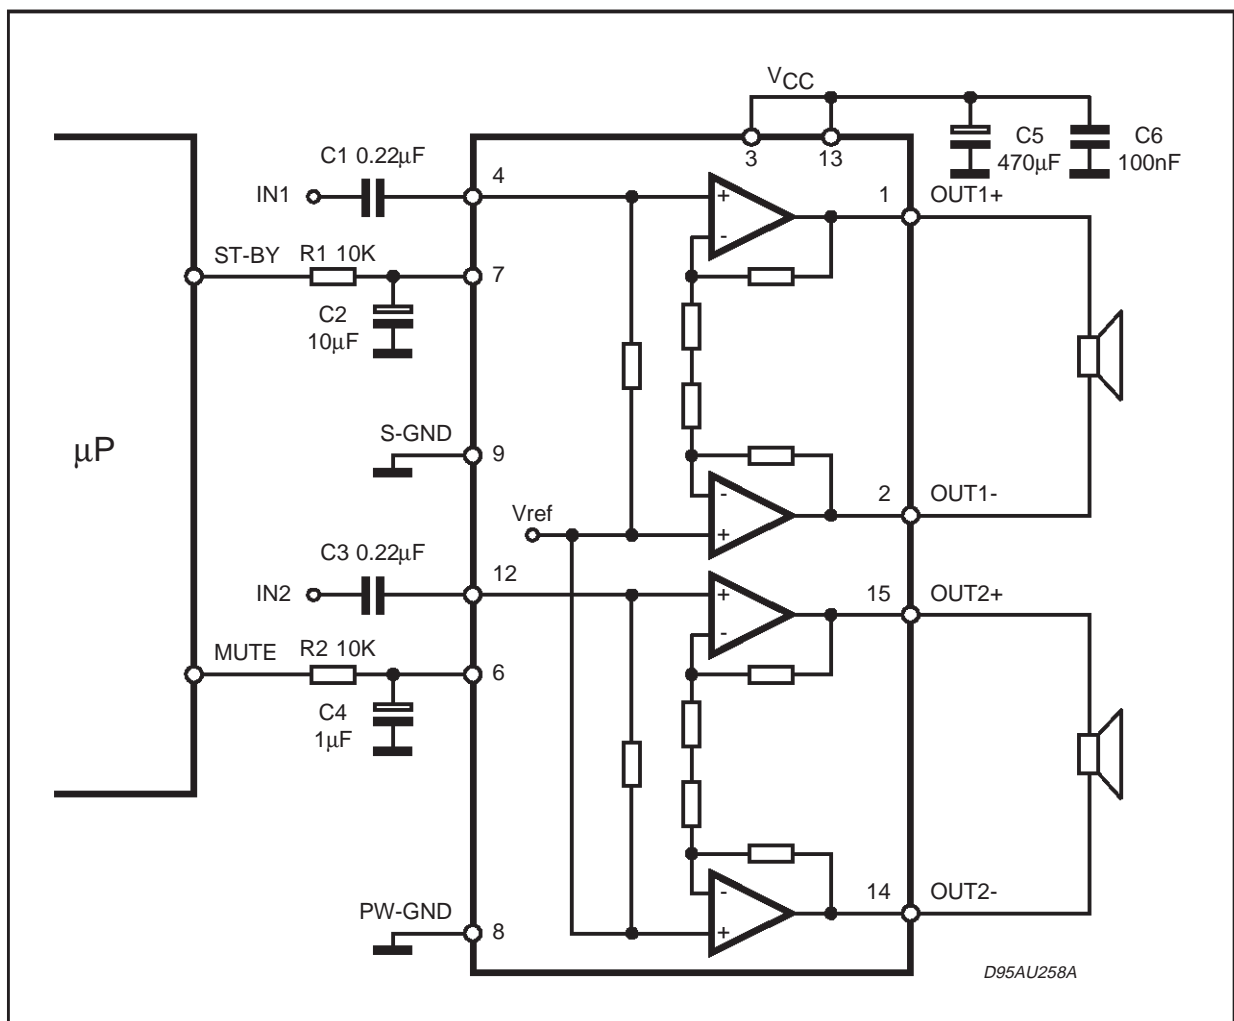 VCC
C1 0.22µF
3
13
C5
470µF
C6
100nF
IN1
4
+
-
1
OUT1+
ST-BY
R1 10K
7
C2
10µF
µP
S-GND
9
-
+
2
OUT1-
Vref
C3 0.22µF
IN2
12
+
-
15
OUT2+
MUTE
R2 10K
6
C4
1µF
PW-GND
8
-
+
14
OUT2-
D95AU258A